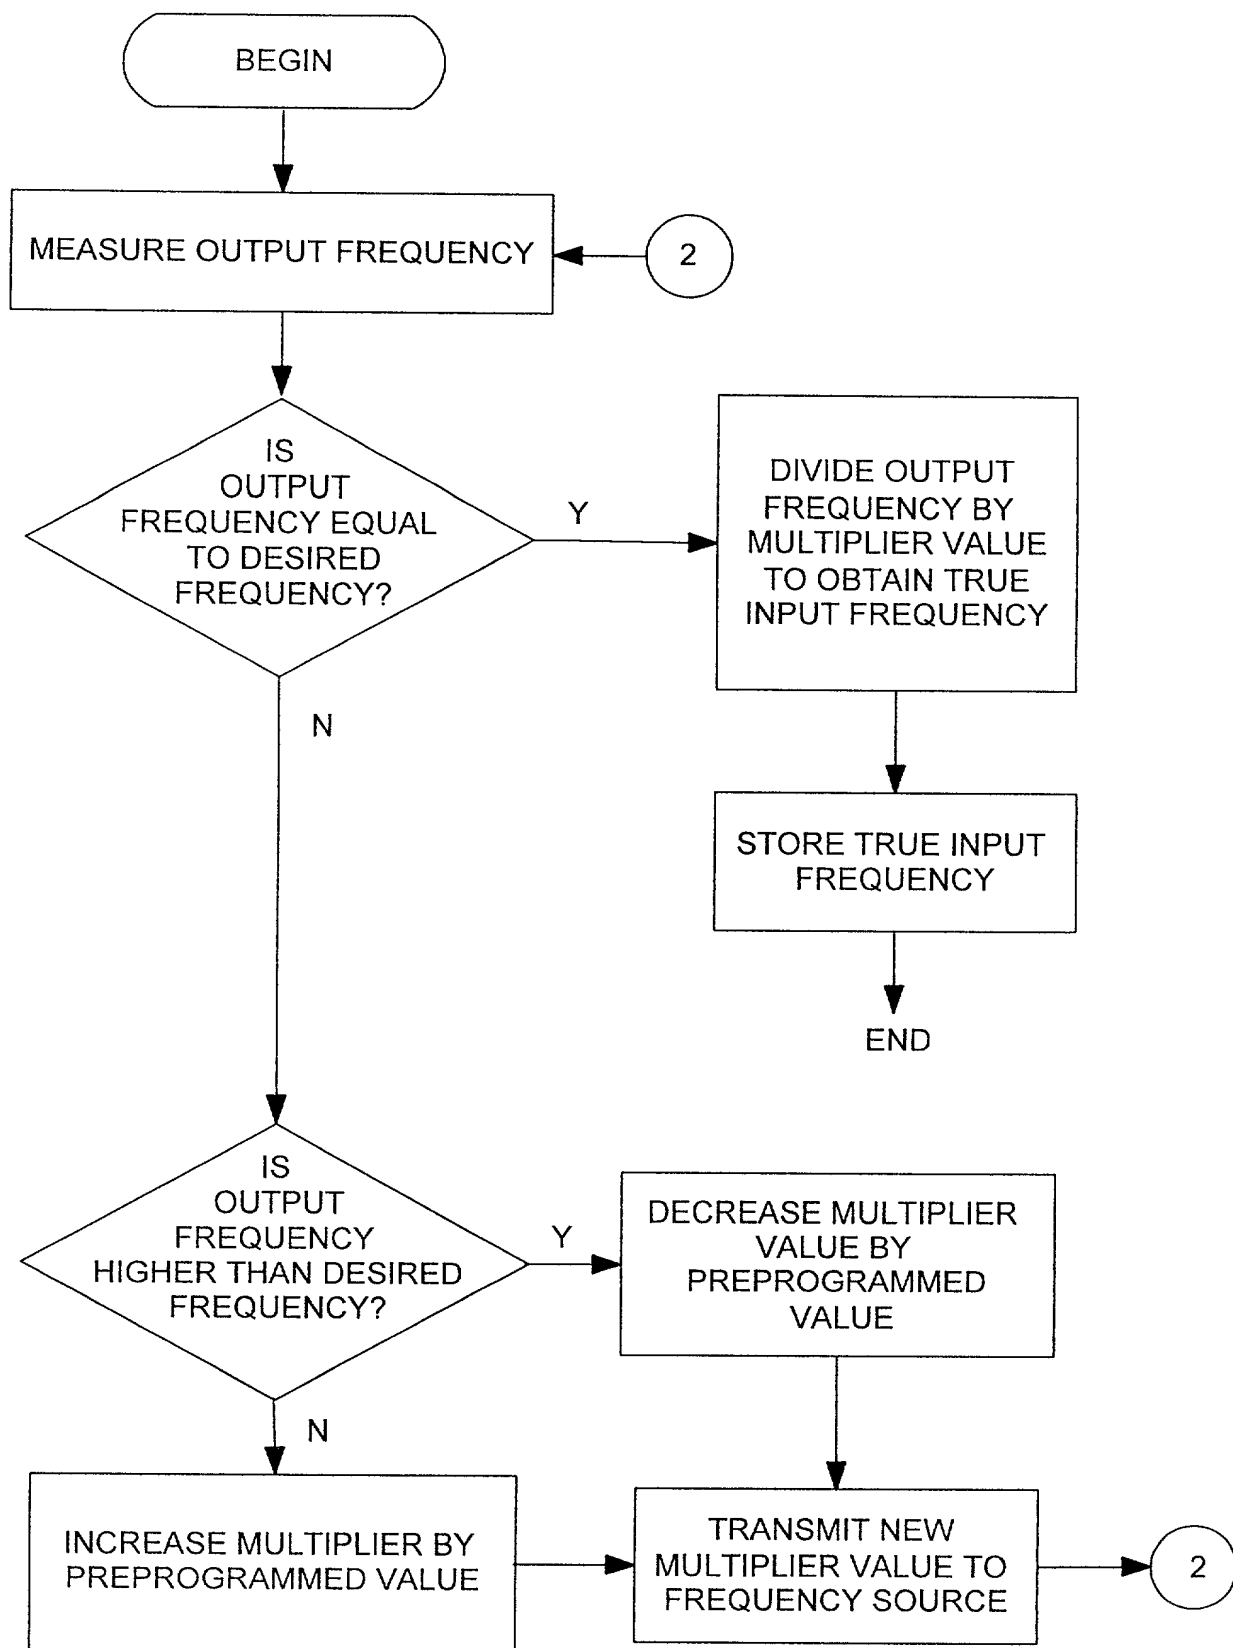 BEGIN
MEASURE OUTPUT FREQUENCY
2
IS
OUTPUT
FREQUENCY EQUAL
TO DESIRED
FREQUENCY?
Y
DIVIDE OUTPUT
FREQUENCY BY
MULTIPLIER VALUE
TO OBTAIN TRUE
INPUT FREQUENCY
N
STORE TRUE INPUT
FREQUENCY
END
IS
OUTPUT
FREQUENCY
HIGHER THAN DESIRED
FREQUENCY?
Y
DECREASE MULTIPLIER
VALUE BY
PREPROGRAMMED
VALUE
N
INCREASE MULTIPLIER BY
PREPROGRAMMED VALUE
TRANSMIT NEW
MULTIPLIER VALUE TO
FREQUENCY SOURCE
2